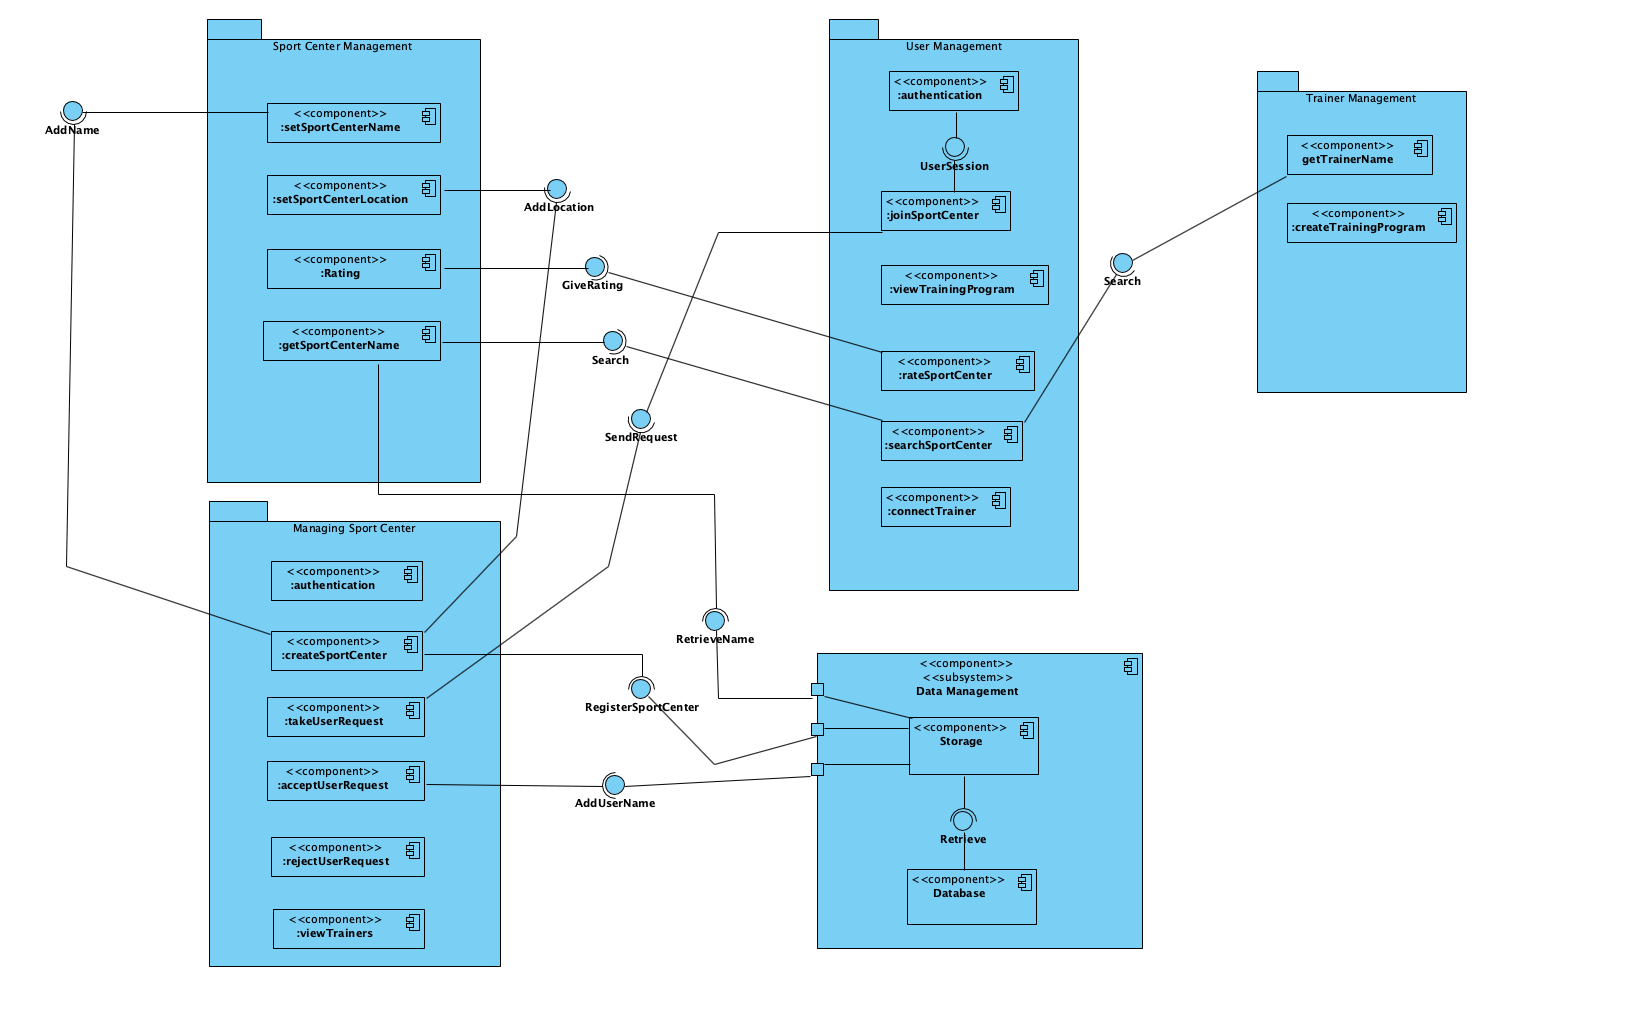 Sport Center Management
<<component>>
:setSportCenterName
<<component>>
:setSportCenterLocation
<<component>>
:Rating
<<component>>
:getSportCenterName
AddName
AddLocation
GiveRating
Search
SendRequest
User Management
<<component>>
:authentication
UserSession
<<component>>
:joinSportCenter
<<component>>
:viewTrainingProgram
<<component>>
:rateSportCenter
<<component>>
:searchSportCenter
<<component>>
:connectTrainer
Search
Trainer Management
<<component>>
getTrainerName
<<component>>
:createTrainingProgram
Managing Sport Center
<<component>>
:authentication
<<component>>
:createSportCenter
<<component>>
:takeUserRequest
<<component>>
:acceptUserRequest
<<component>>
:rejectUserRequest
<<component>>
:viewTrainers
RetrieveName
RegisterSportCenter
AddUserName
<<component>>
<<subsystem>>
Data Management
<<component>>
Storage
Retrieve
<<component>>
Database